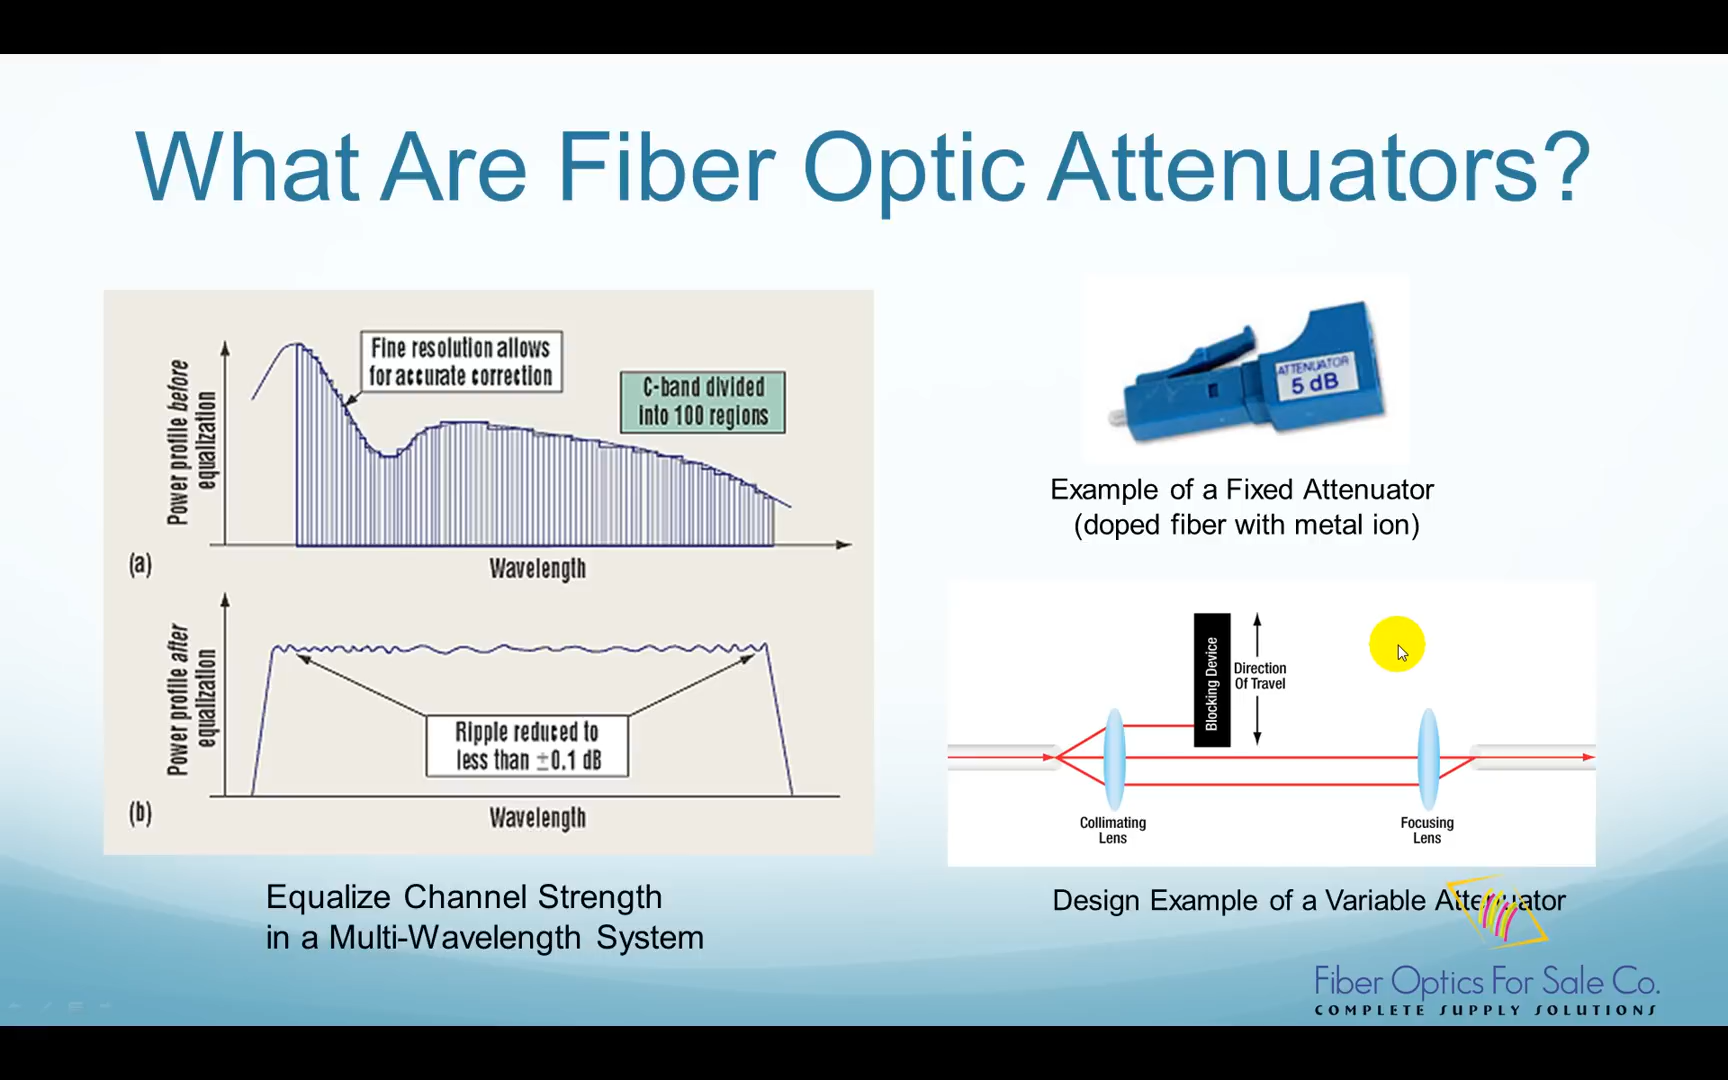 What Are Fiber Optic Attenuators?
Power profile before
equalization
Fine resolution allows
for accurate correction
C-band divided
into 100 regions
(a)
Wavelength
Power profile after
equalization
Ripple reduced to
less than ±0.1 dB
(b)
Wavelength
Equalize Channel Strength
in a Multi-Wavelength System
ATTENUATOR
5 dB
Example of a Fixed Attenuator
(doped fiber with metal ion)
Blocking Device
Direction
Of Travel
Collimating
Lens
Focusing
Lens
Design Example of a Variable Attenuator
Fiber Optics For Sale Co.
COMPLETE SUPPLY SOLUTIONS